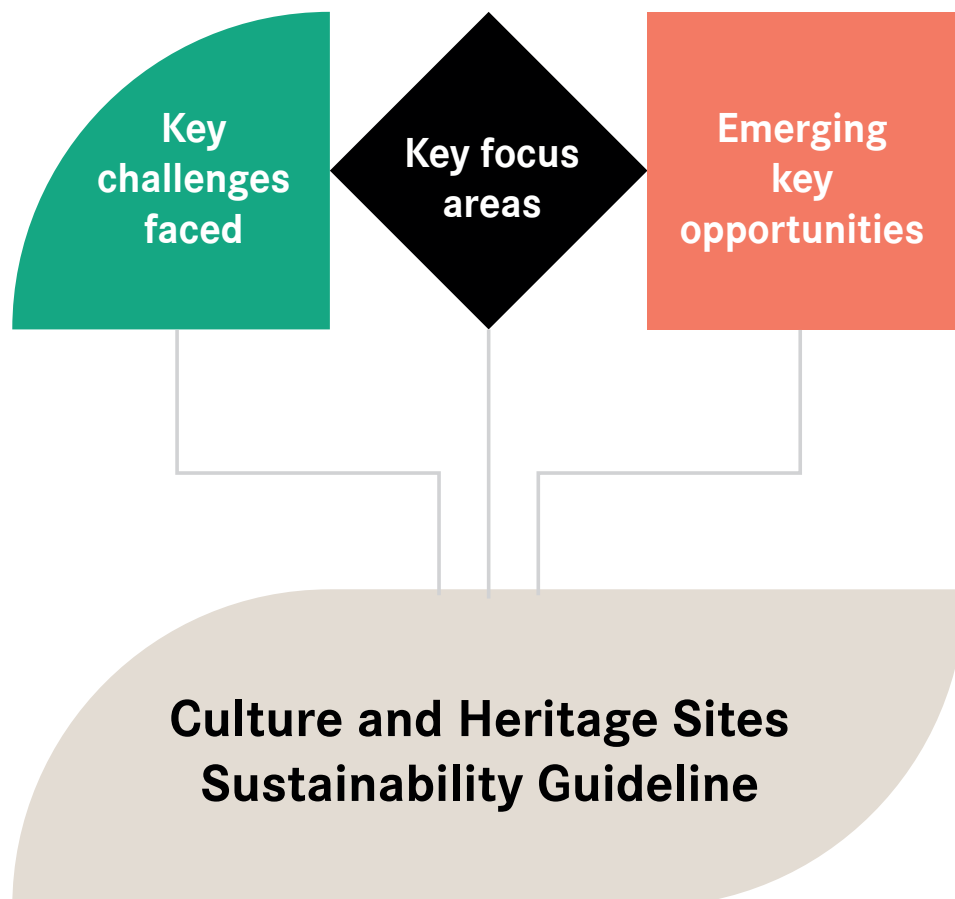 Key
challenges
faced
Key focus
areas
Emerging
key
opportunities
Culture and Heritage Sites
Sustainability Guideline